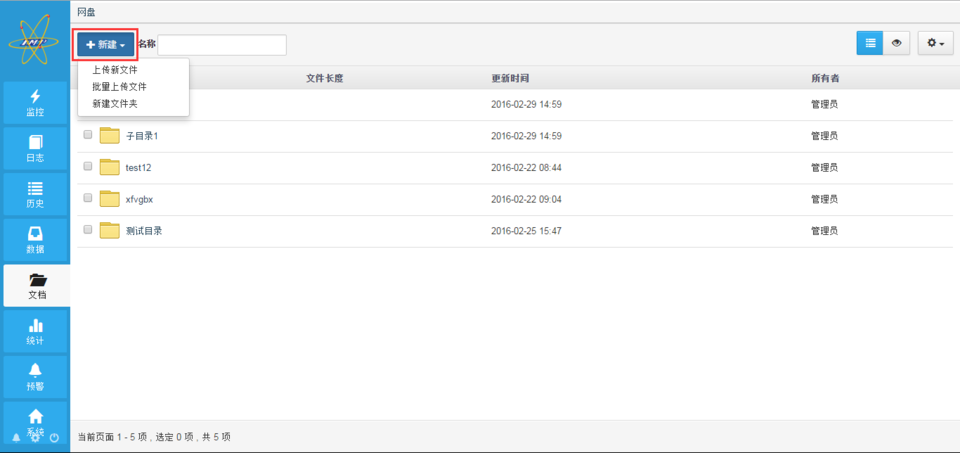 网盘
新建 名称
上传新文件
批量上传文件
新建文件夹
文件长度 更新时间 所有者
2016-02-29 14:59 管理员
子目录1 2016-02-29 14:59 管理员
test12 2016-02-22 08:44 管理员
xfvgbx 2016-02-22 09:04 管理员
测试目录 2016-02-25 15:47 管理员
监控
日志
历史
数据
文档
统计
预警
系统
当前页面 1 - 5 项 , 选定 0 项 , 共 5 项